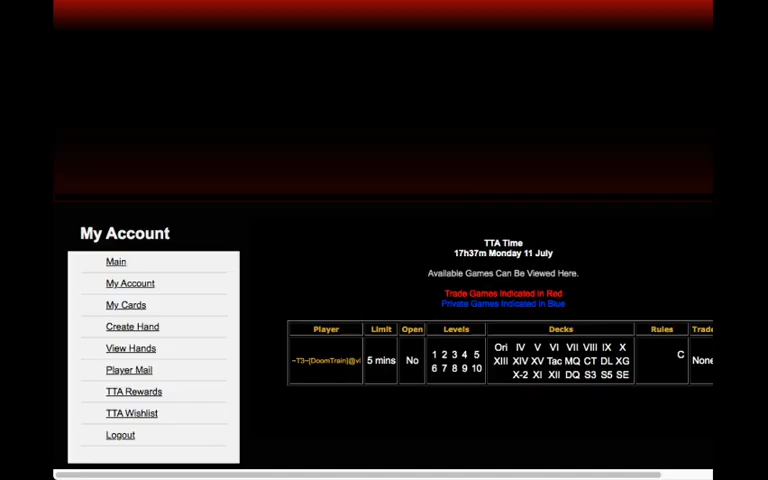 My Account
Main
My Account
My Cards
Create Hand
View Hands
Player Mail
TTA Rewards
TTA Wishlist
Logout
TTA Time
17h37m Monday 11 July
Available Games Can Be Viewed Here.
Trade Games Indicated in Red
Private Games Indicated in Blue
Player Limit Open Levels Decks Rules Trade
~T3~[DoomTrain]@vi 5 mins No
1 2 3 4 5
6 7 8 9 10
Ori IV V VI VII VIII IX X
XIII XIV XV Tac MQ CT DL XG
X-2 XI XII DQ S3 S5 SE
C
None